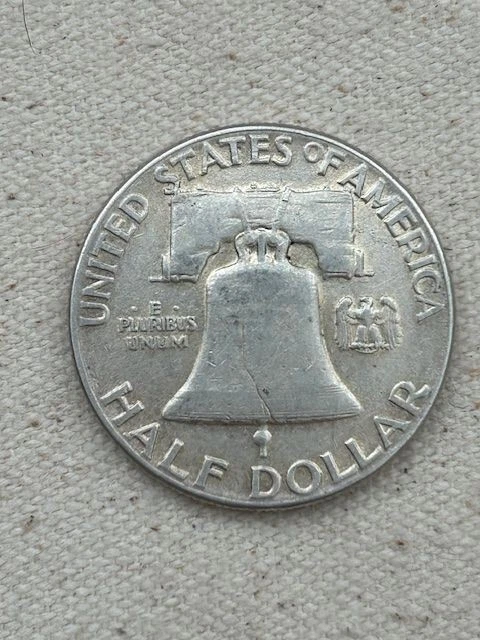 UNITED STATES OF AMERICA
· E ·
PLURIBUS
UNUM
HALF DOLLAR